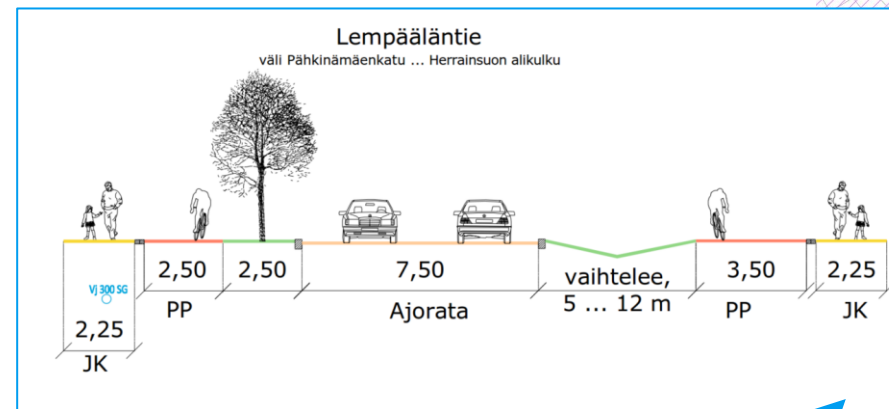 Lempääläntie
väli Pähkinämäenkatu ... Herrainsuon alikulku
2,50
2,50
7,50
vaihtelee,
5 ... 12 m
3,50
2,25
Vj 300 SG
2,25
PP
Ajorata
PP
JK
JK